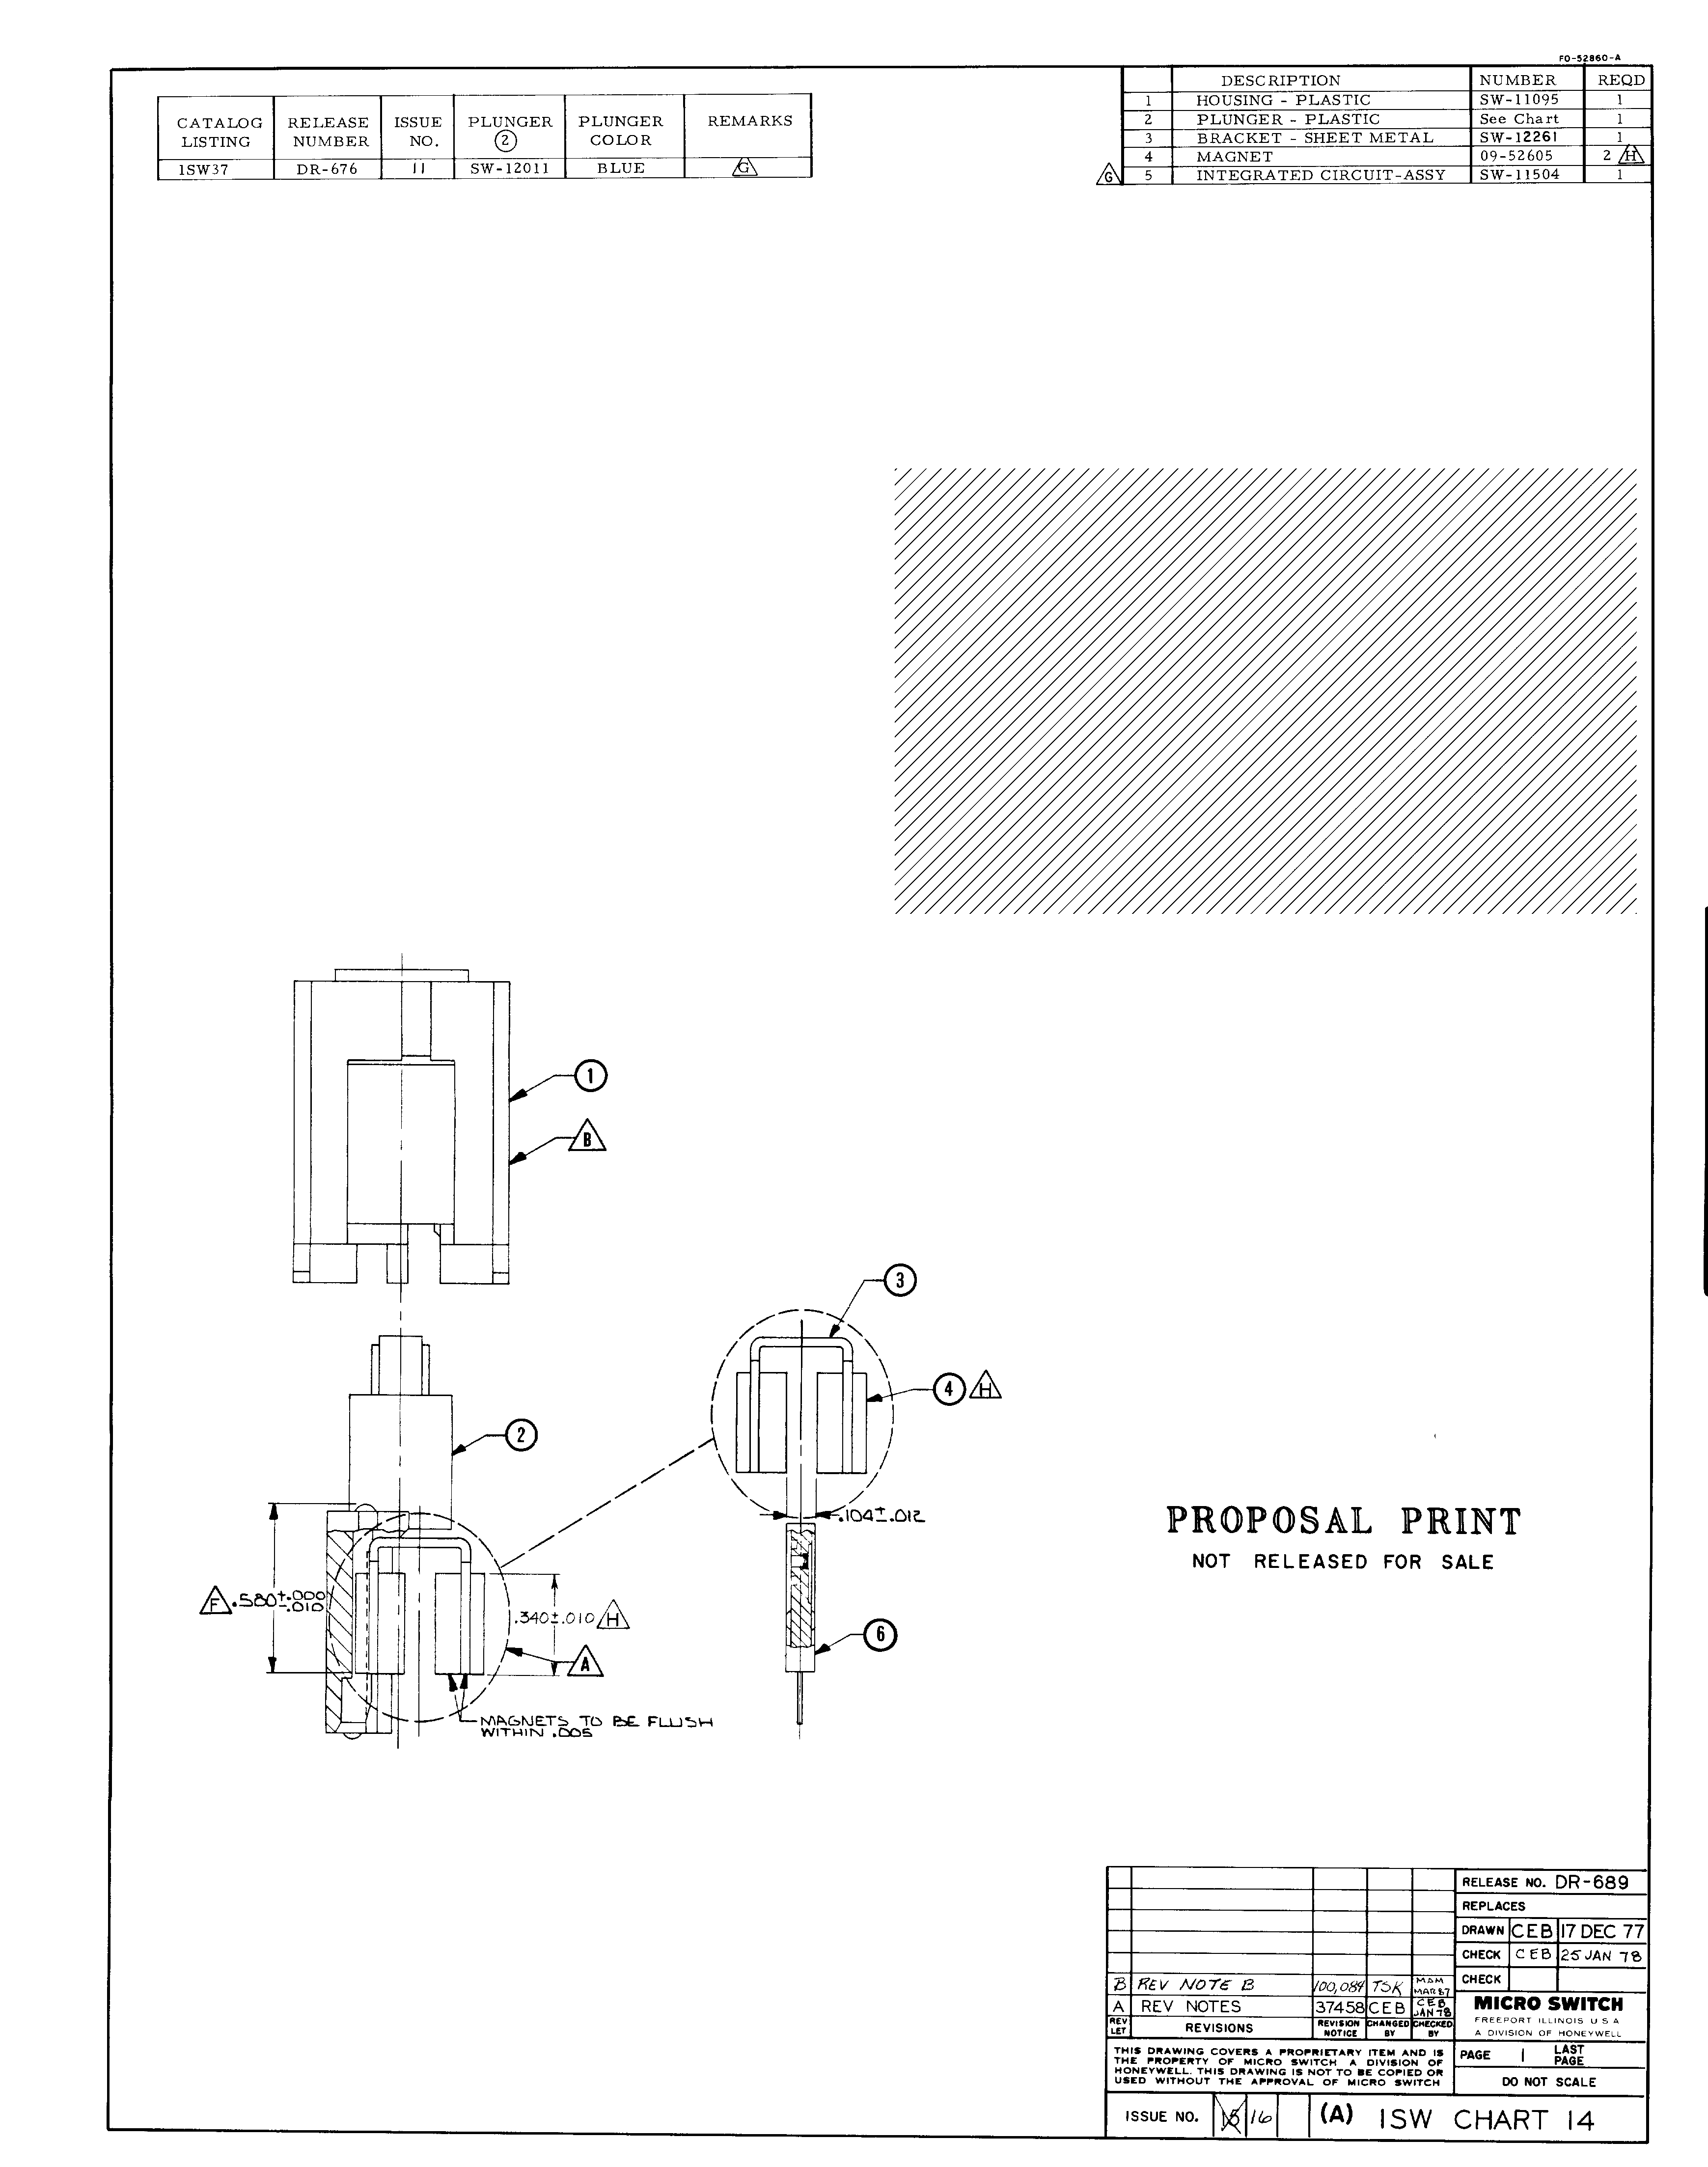 FO-52860-A
CATALOG LISTING RELEASE NUMBER ISSUE NO. PLUNGER 2 PLUNGER COLOR REMARKS
1SW37 DR-676 11 SW-12011 BLUE G
DESCRIPTION NUMBER REQD
1 HOUSING - PLASTIC SW-11095 1
2 PLUNGER - PLASTIC See Chart 1
3 BRACKET - SHEET METAL SW-12261 1
4 MAGNET 09-52605 2 H
G 5 INTEGRATED CIRCUIT-ASSY SW-11504 1
1
B
3
4 H
2
.104±.012
PROPOSAL PRINT
NOT RELEASED FOR SALE
F .580+.000
-.010
.340±.010 H
6
A
MAGNETS TO BE FLUSH
WITHIN .005
RELEASE NO. DR-689
REPLACES
DRAWN CEB 17 DEC 77
CHECK CEB 25 JAN 78
CHECK
B REV NOTE B 100,084 TSK MAM MAR 87
A REV NOTES 37458 CEB CEB JAN 78
REV LET REVISIONS REVISION NOTICE CHANGED BY CHECKED BY
MICRO SWITCH
FREEPORT ILLINOIS U S A
A DIVISION OF HONEYWELL
THIS DRAWING COVERS A PROPRIETARY ITEM AND IS
THE PROPERTY OF MICRO SWITCH A DIVISION OF
HONEYWELL. THIS DRAWING IS NOT TO BE COPIED OR
USED WITHOUT THE APPROVAL OF MICRO SWITCH
PAGE 1 LAST PAGE
DO NOT SCALE
ISSUE NO. 16 (A) 1SW CHART 14